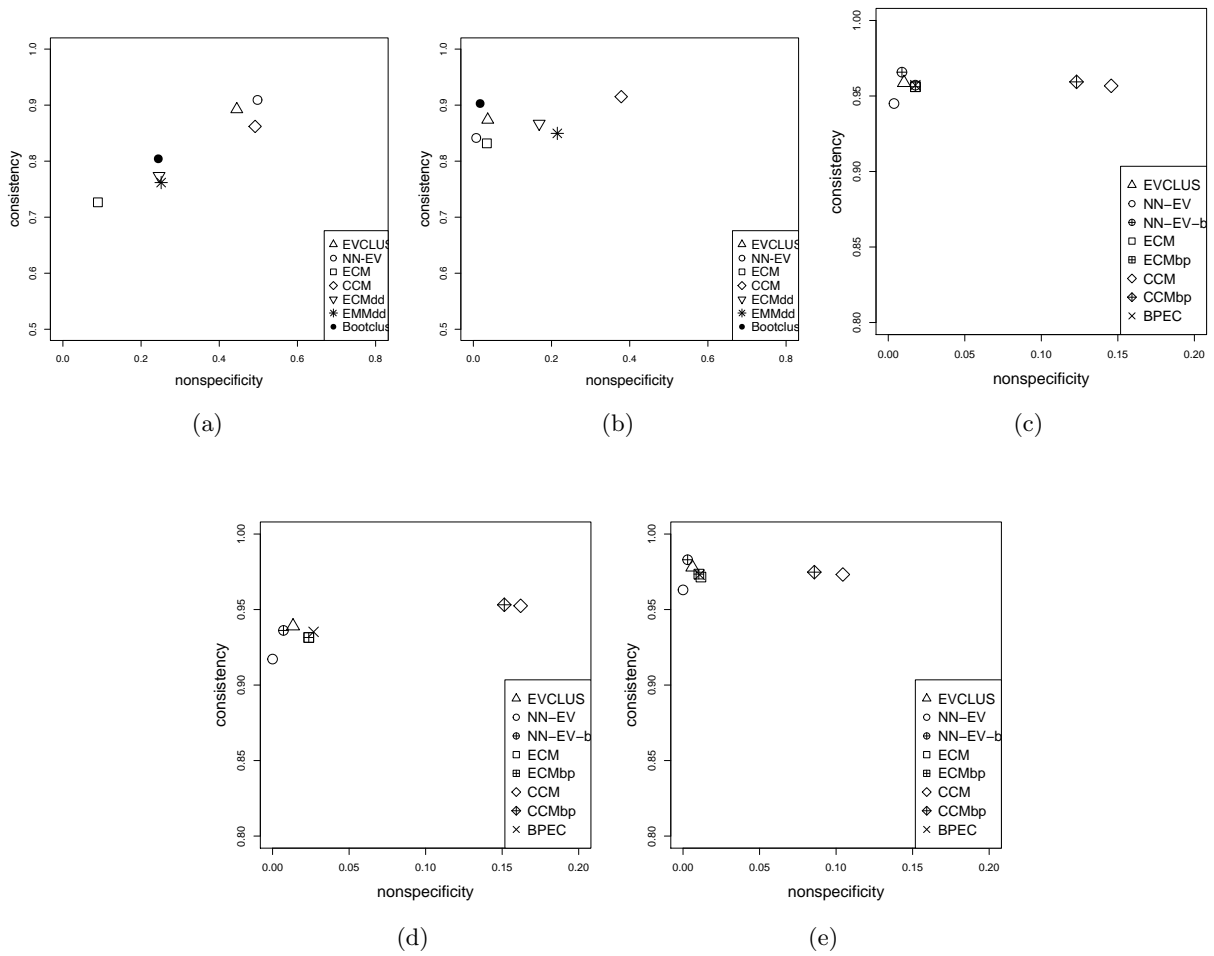 consistency
1.0
0.9
0.8
0.7
0.6
0.5
EVCLUS
NN-EV
ECM
CCM
ECMdd
EMMdd
Bootclus
0.0 0.2 0.4 0.6 0.8
nonspecificity
(a)
consistency
1.0
0.9
0.8
0.7
0.6
0.5
EVCLUS
NN-EV
ECM
CCM
ECMdd
EMMdd
Bootclus
0.0 0.2 0.4 0.6 0.8
nonspecificity
(b)
consistency
1.00
0.95
0.90
0.85
0.80
EVCLUS
NN−EV
NN−EV−b
ECM
ECMbp
CCM
CCMbp
BPEC
0.00 0.05 0.10 0.15 0.20
nonspecificity
(c)
consistency
1.00
0.95
0.90
0.85
0.80
EVCLUS
NN−EV
NN−EV−b
ECM
ECMbp
CCM
CCMbp
BPEC
0.00 0.05 0.10 0.15 0.20
nonspecificity
(d)
consistency
1.00
0.95
0.90
0.85
0.80
EVCLUS
NN−EV
NN−EV−b
ECM
ECMbp
CCM
CCMbp
BPEC
0.00 0.05 0.10 0.15 0.20
nonspecificity
(e)